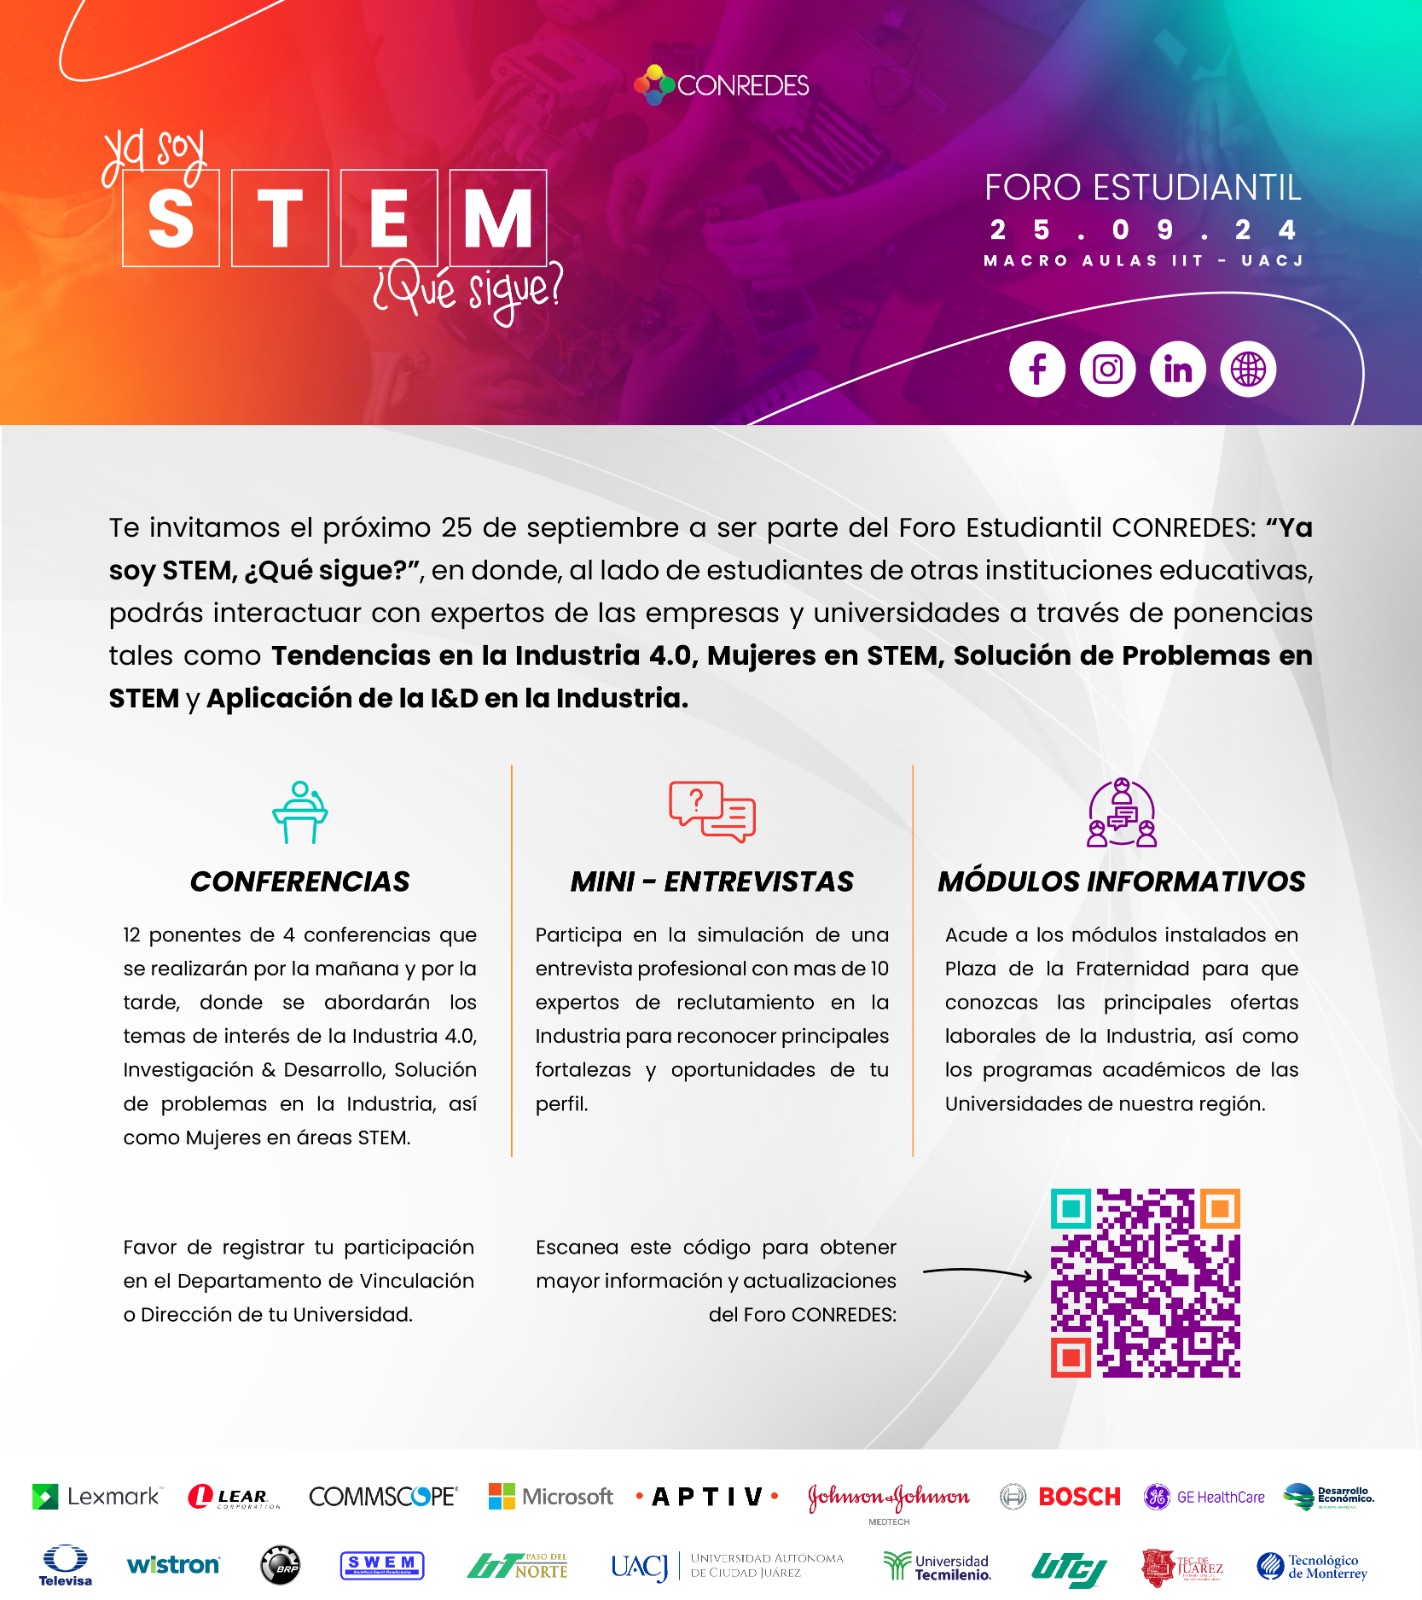 CONREDES
ya soy
STEM
¿Qué sigue?
FORO ESTUDIANTIL
25.09.24
MACRO AULAS IIT - UACJ
Te invitamos el próximo 25 de septiembre a ser parte del Foro Estudiantil CONREDES: “Ya
soy STEM, ¿Qué sigue?”, en donde, al lado de estudiantes de otras instituciones educativas,
podrás interactuar con expertos de las empresas y universidades a través de ponencias
tales como Tendencias en la Industria 4.0, Mujeres en STEM, Solución de Problemas en
STEM y Aplicación de la I&D en la Industria.
CONFERENCIAS
12 ponentes de 4 conferencias que
se realizarán por la mañana y por la
tarde, donde se abordarán los
temas de interés de la Industria 4.0,
Investigación & Desarrollo, Solución
de problemas en la Industria, así
como Mujeres en áreas STEM.
MINI - ENTREVISTAS
Participa en la simulación de una
entrevista profesional con mas de 10
expertos de reclutamiento en la
Industria para reconocer principales
fortalezas y oportunidades de tu
perfil.
MÓDULOS INFORMATIVOS
Acude a los módulos instalados en
Plaza de la Fraternidad para que
conozcas las principales ofertas
laborales de la Industria, así como
los programas académicos de las
Universidades de nuestra región.
Favor de registrar tu participación
en el Departamento de Vinculación
o Dirección de tu Universidad.
Escanea este código para obtener
mayor información y actualizaciones
del Foro CONREDES:
Lexmark
LEAR
CORPORATION
COMMSCOPE
Microsoft
• APTIV •
Johnson & Johnson
MEDTECH
BOSCH
GE HealthCare
Desarrollo
Económico.
Televisa
wistron
BRP
SWEM
UT PASO DEL
NORTE
UACJ
UNIVERSIDAD AUTÓNOMA
DE CIUDAD JUÁREZ
Universidad
Tecmilenio.
UTCJ
TEC. DE
JUÁREZ
Tecnológico
de Monterrey